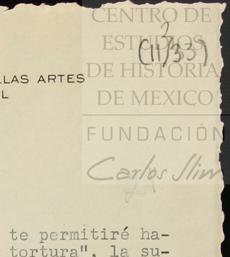 CENTRO DE
ESTUDIOS
DE HISTORIA
DE MEXICO
FUNDACIÓN
Carlos Slim
LLAS ARTES
L
te permitiré ha-
tortura", la su-